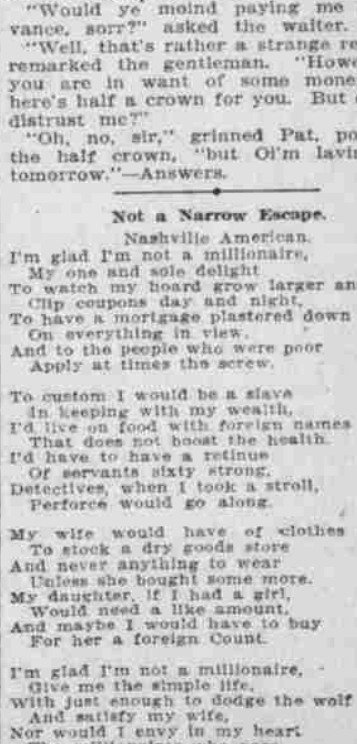 "Would ye moind paying me
vance, sorr?" asked the waiter.
"Well, that's rather a strange re
remarked the gentleman. "Howe
you are in want of some mone
here's half a crown for you. But
distrust me?"
"Oh, no, sir," grinned Pat, po
the half crown, "but Oi'm lavin
tomorrow."—Answers.
Not a Narrow Escape.
Nashville American.
I'm glad I'm not a millionaire,
My one and sole delight
To watch my hoard grow larger an
Clip coupons day and night,
To have a mortgage plastered down
On everything in view,
And to the people who were poor
Apply at times the screw.
To custom I would be a slave
In keeping with my wealth,
I'd live on food with foreign names
That does not boost the health.
I'd have to have a retinue
Of servants sixty strong,
Detectives, when I took a stroll,
Perforce would go along.
My wife would have of clothes
To stock a dry goods store
And never anything to wear
Unless she bought some more.
My daughter, if I had a girl,
Would need a like amount,
And maybe I would have to buy
For her a foreign Count.
I'm glad I'm not a millionaire,
Give me the simple life,
With just enough to dodge the wolf
And satisfy my wife,
Nor would I envy in my heart